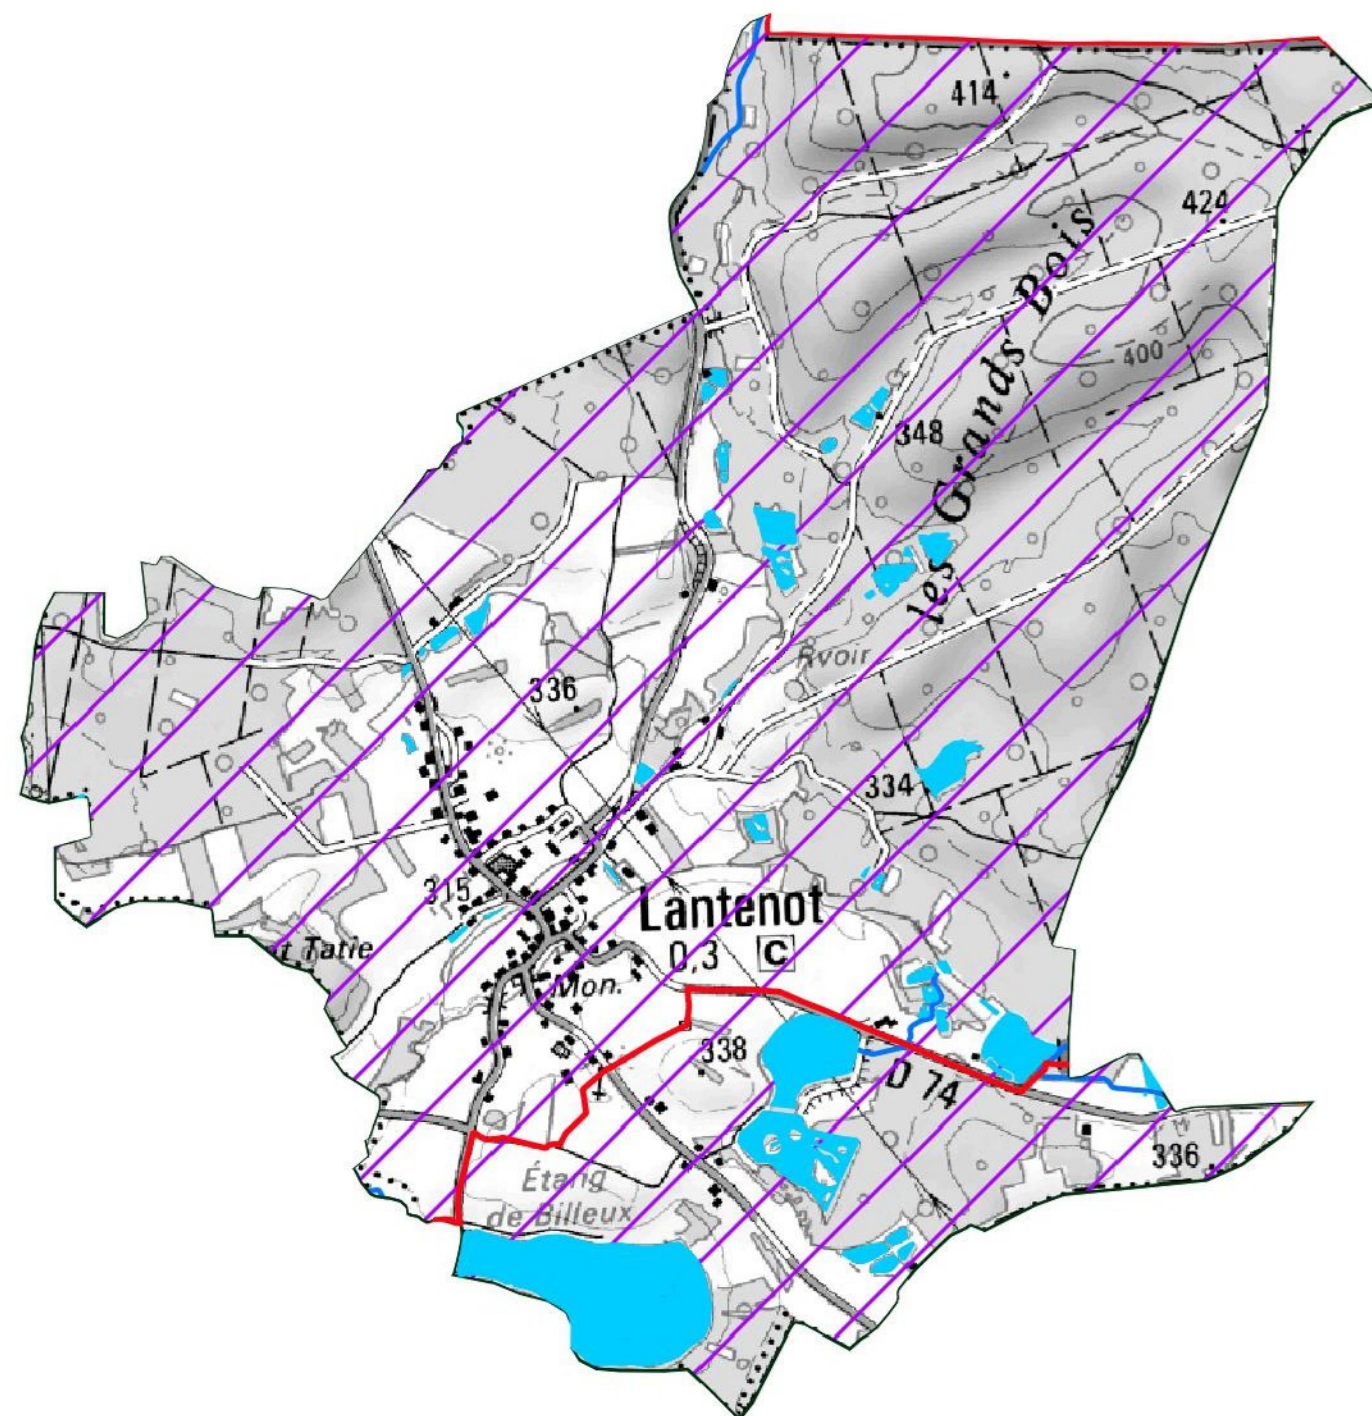 414
424
les Grands Bois
400
348
Rvoir
336
334
315
Lantenot
0,3 C
t Tatie
Mon.
338
D 74
336
Étang
de Billeux